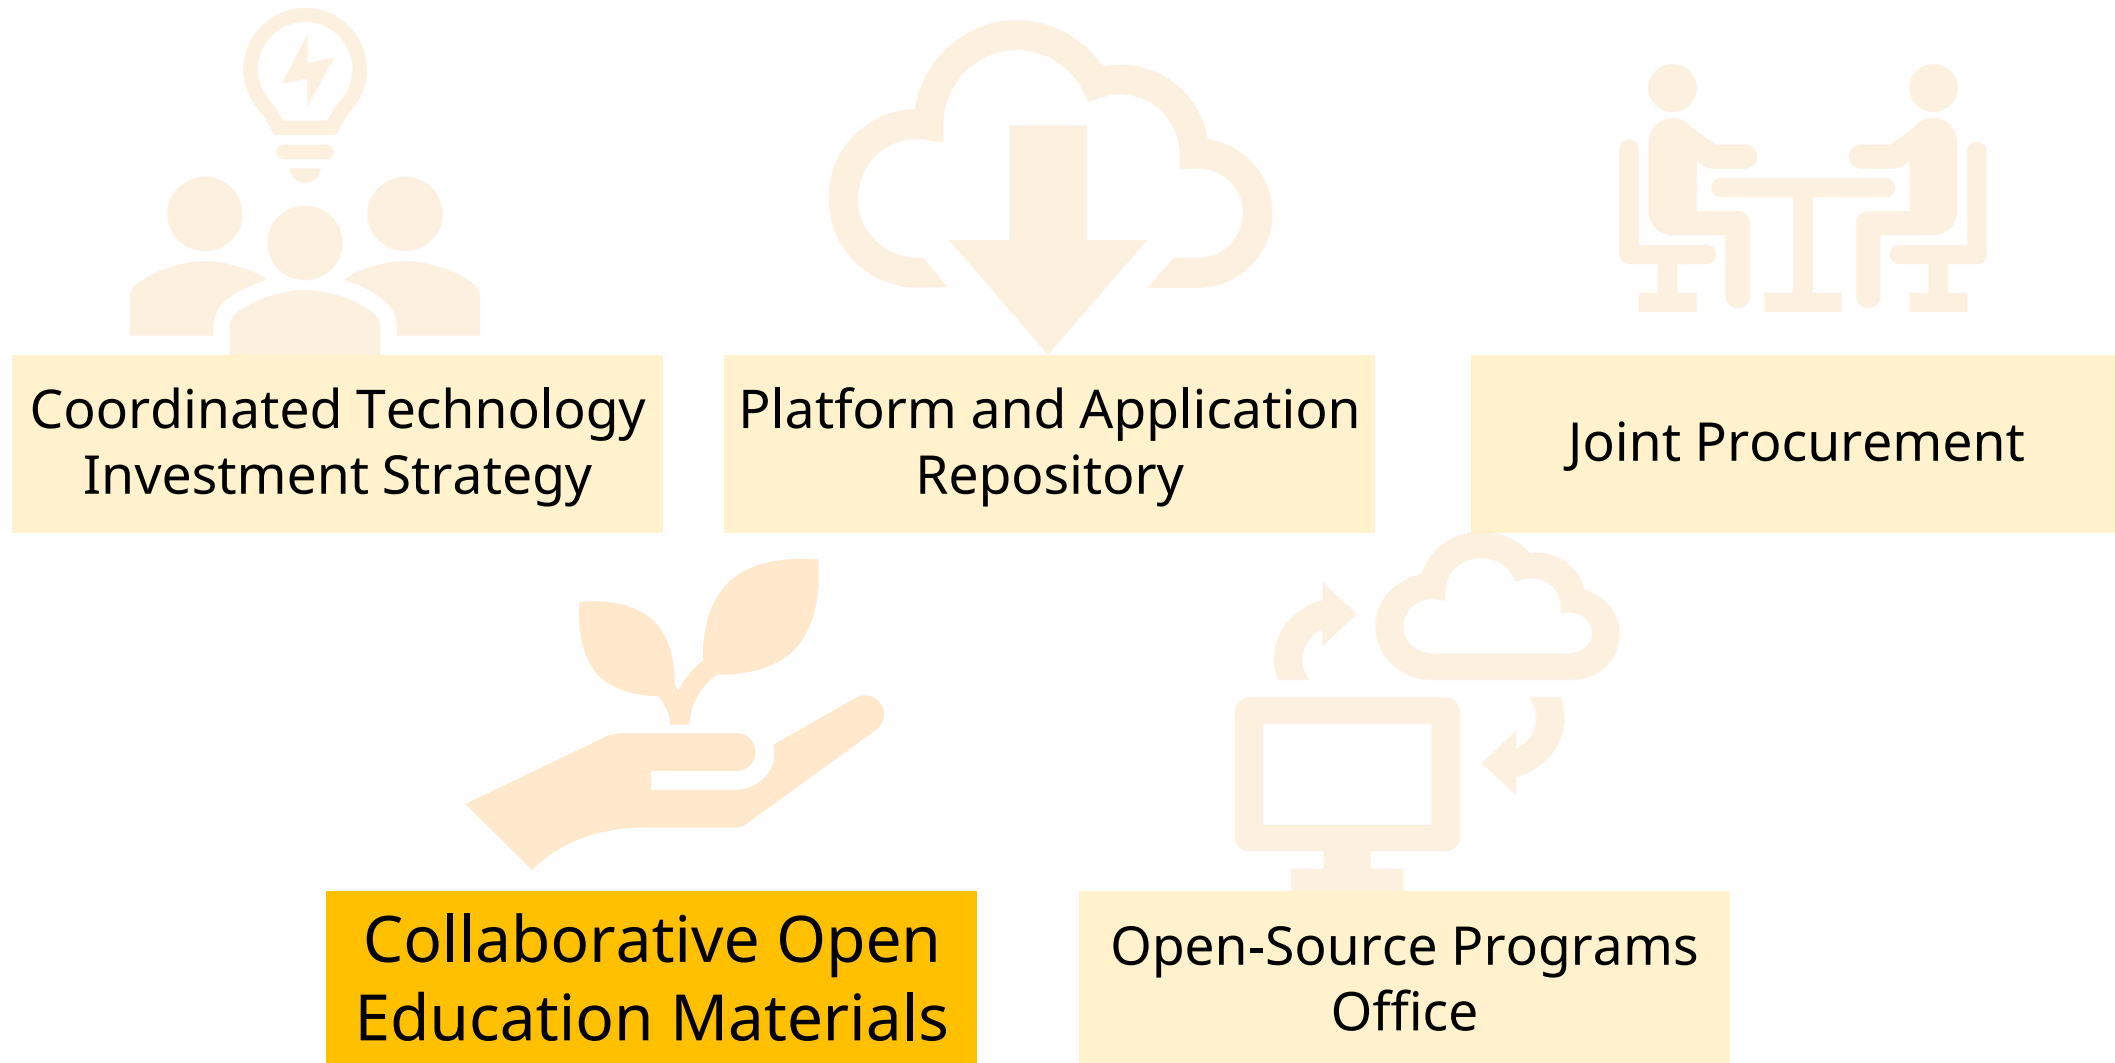 Coordinated Technology
Investment Strategy
Platform and Application
Repository
Joint Procurement
Collaborative Open
Education Materials
Open-Source Programs
Office